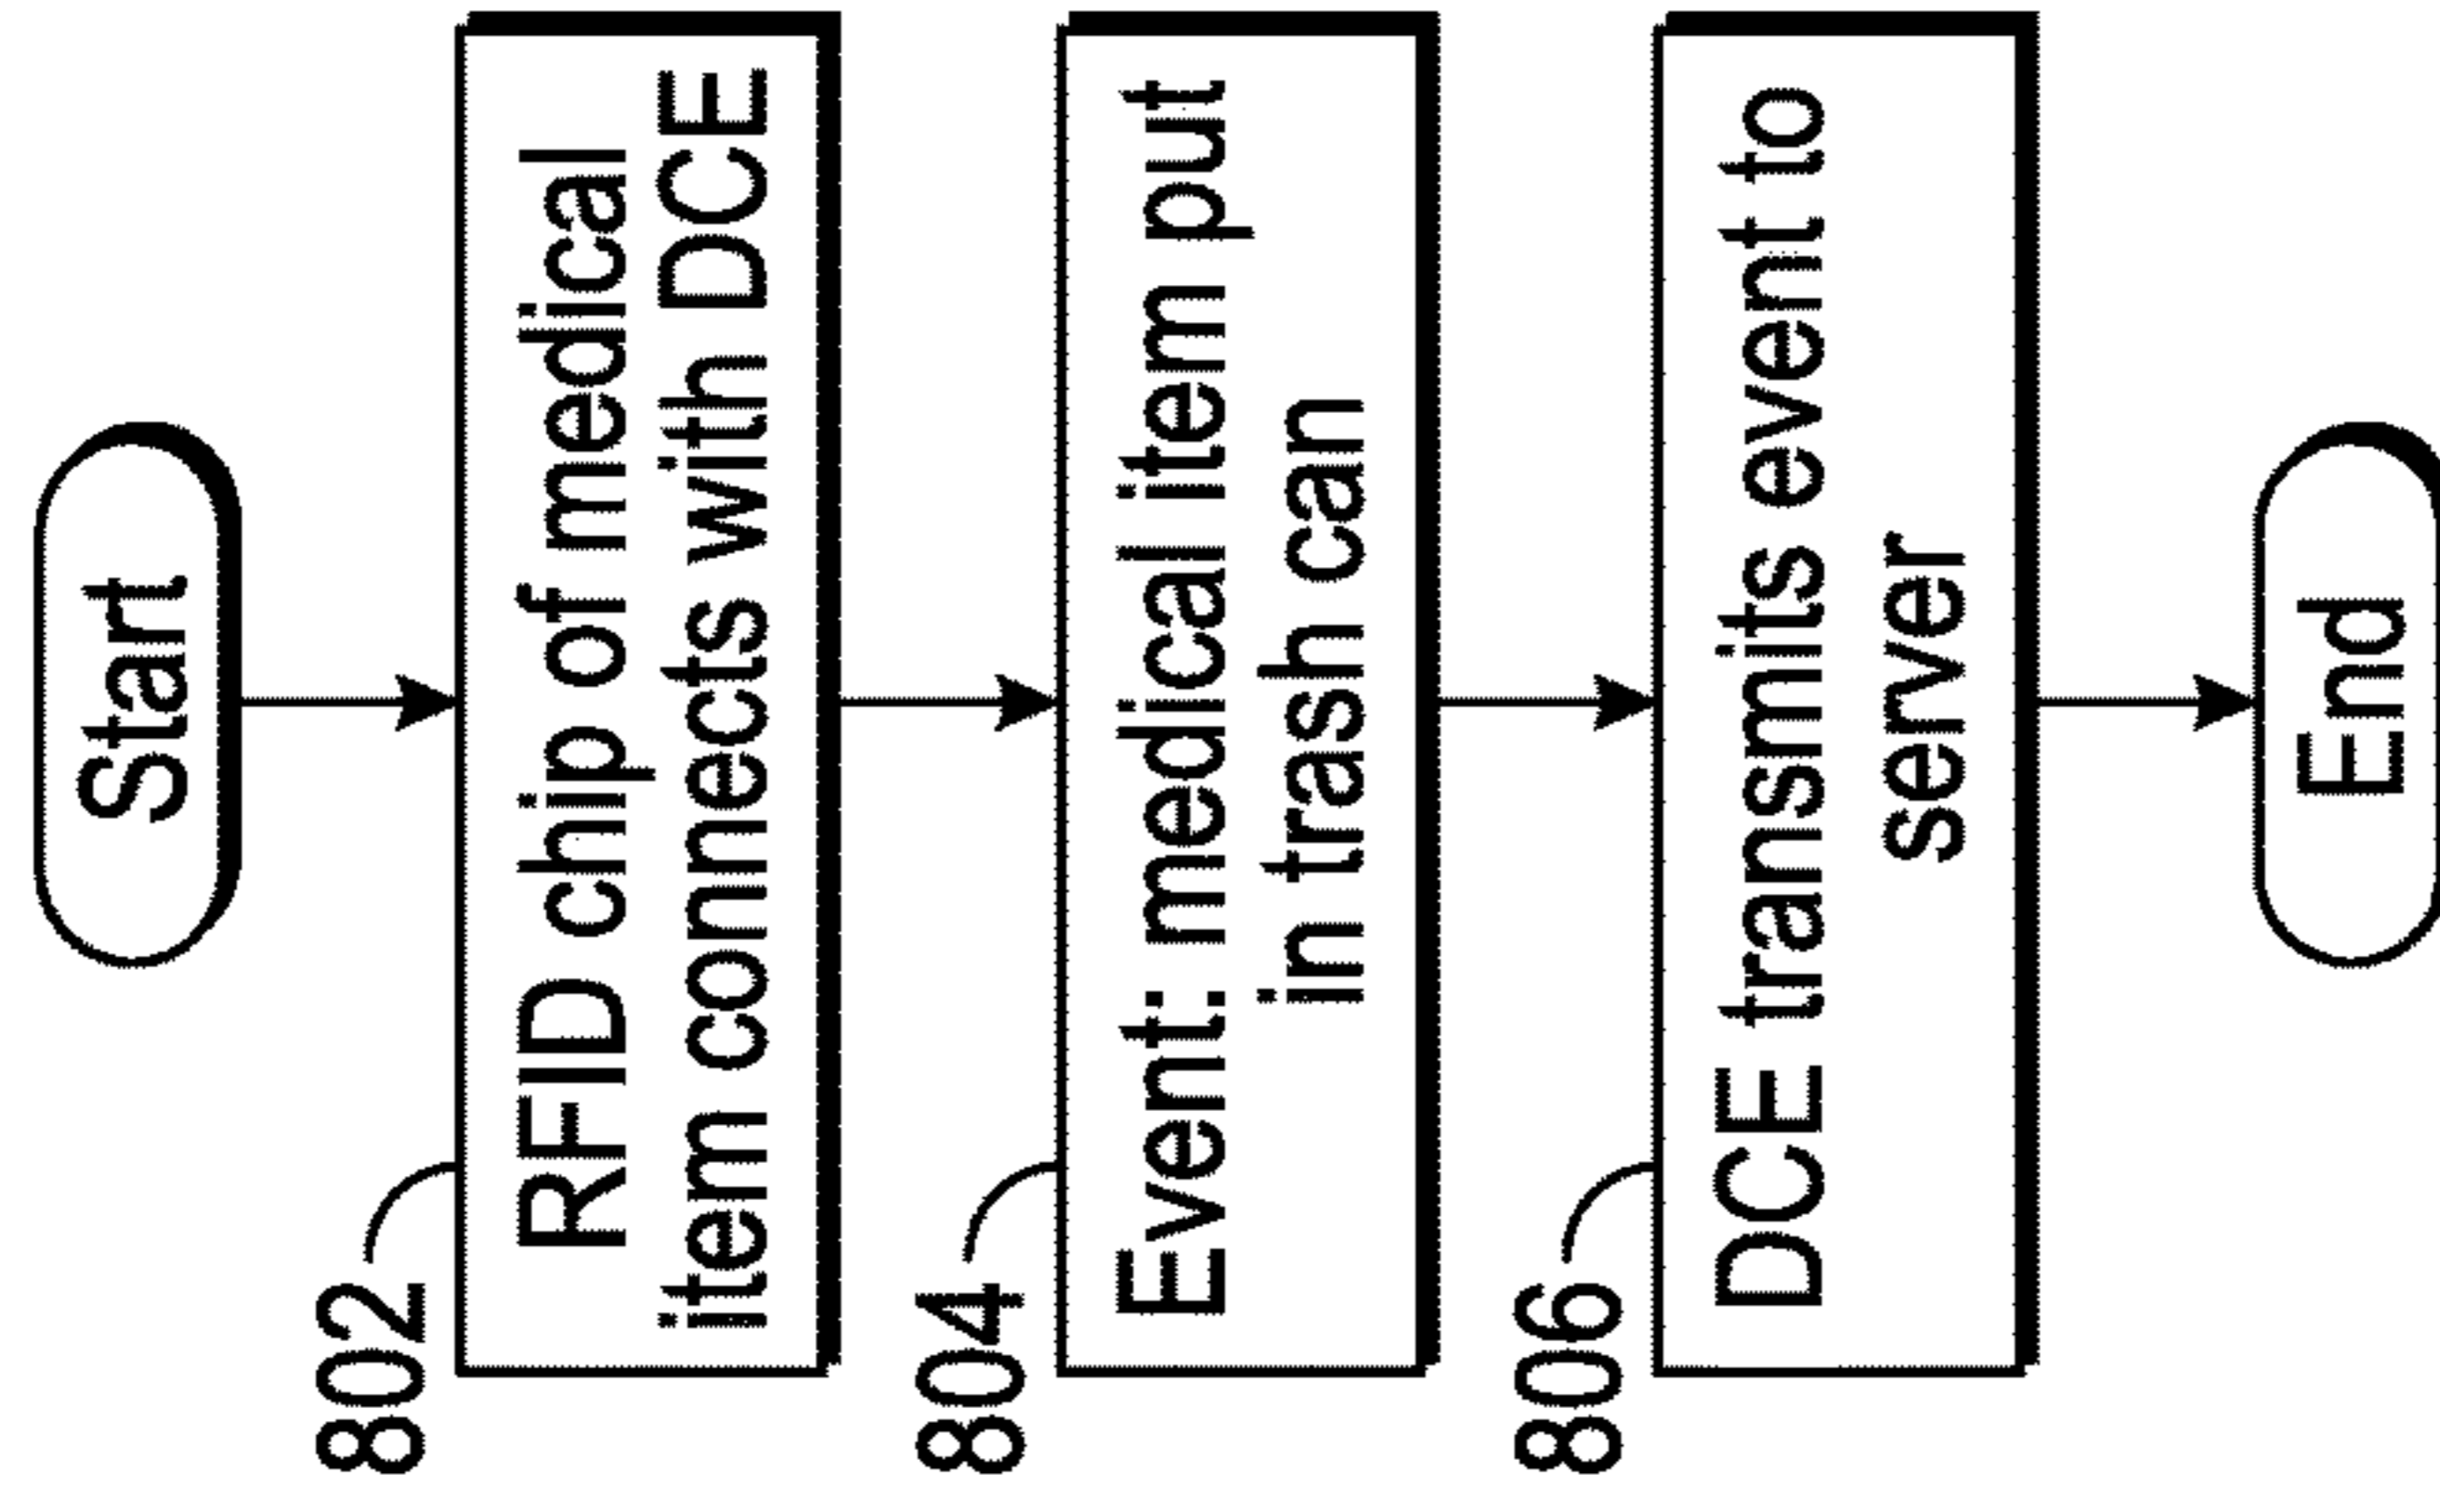 Start
802
RFID chip of medical
item connects with DCE
804
Event: medical item put
in trash can
806
DCE transmits event to
server
End